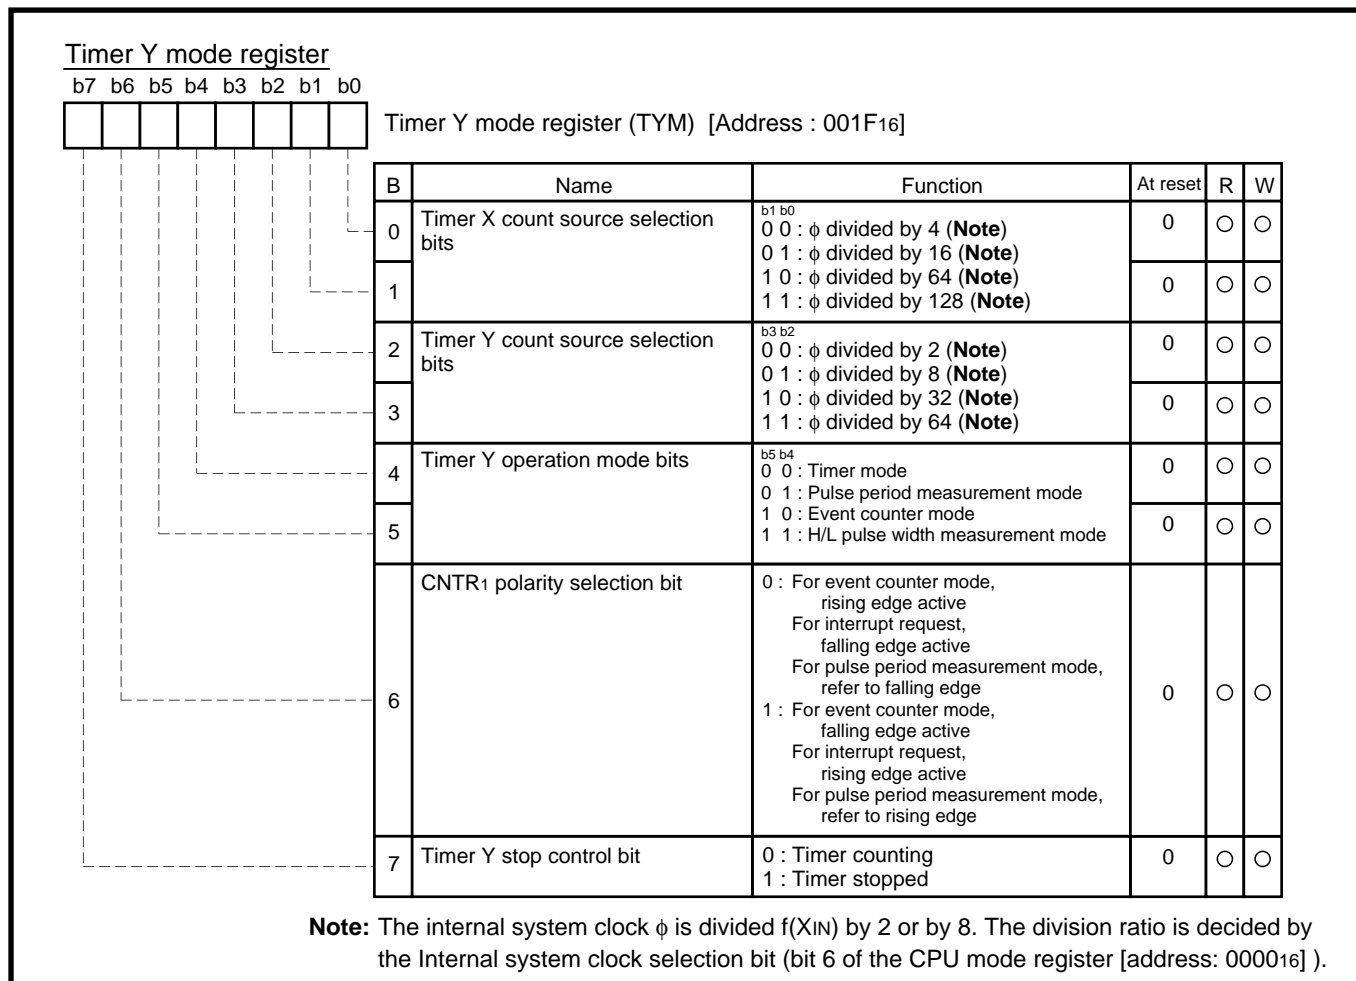 Timer Y mode register
b7 b6 b5 b4 b3 b2 b1 b0
Timer Y mode register (TYM) [Address : 001F16]
B Name Function At reset R W
0 Timer X count source selection bits
b1 b0
0 0 : ϕ divided by 4 (Note)
0 1 : ϕ divided by 16 (Note)
1 0 : ϕ divided by 64 (Note)
1 1 : ϕ divided by 128 (Note)
0 ○ ○
1
0 ○ ○
2 Timer Y count source selection bits
b3 b2
0 0 : ϕ divided by 2 (Note)
0 1 : ϕ divided by 8 (Note)
1 0 : ϕ divided by 32 (Note)
1 1 : ϕ divided by 64 (Note)
0 ○ ○
3
0 ○ ○
4 Timer Y operation mode bits
b5 b4
0 0 : Timer mode
0 1 : Pulse period measurement mode
1 0 : Event counter mode
1 1 : H/L pulse width measurement mode
0 ○ ○
5
0 ○ ○
6 CNTR1 polarity selection bit
0 : For event counter mode,
rising edge active
For interrupt request,
falling edge active
For pulse period measurement mode,
refer to falling edge
1 : For event counter mode,
falling edge active
For interrupt request,
rising edge active
For pulse period measurement mode,
refer to rising edge
0 ○ ○
7 Timer Y stop control bit
0 : Timer counting
1 : Timer stopped
0 ○ ○
Note: The internal system clock ϕ is divided f(XIN) by 2 or by 8. The division ratio is decided by
the Internal system clock selection bit (bit 6 of the CPU mode register [address: 000016] ).